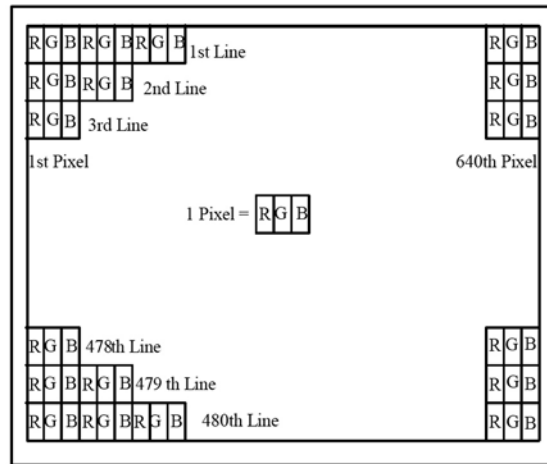 R G B R G B R G B 1st Line R G B
R G B R G B 2nd Line R G B
R G B 3rd Line R G B
1st Pixel 640th Pixel
1 Pixel = R G B
R G B 478th Line R G B
R G B R G B 479 th Line R G B
R G B R G B R G B 480th Line R G B